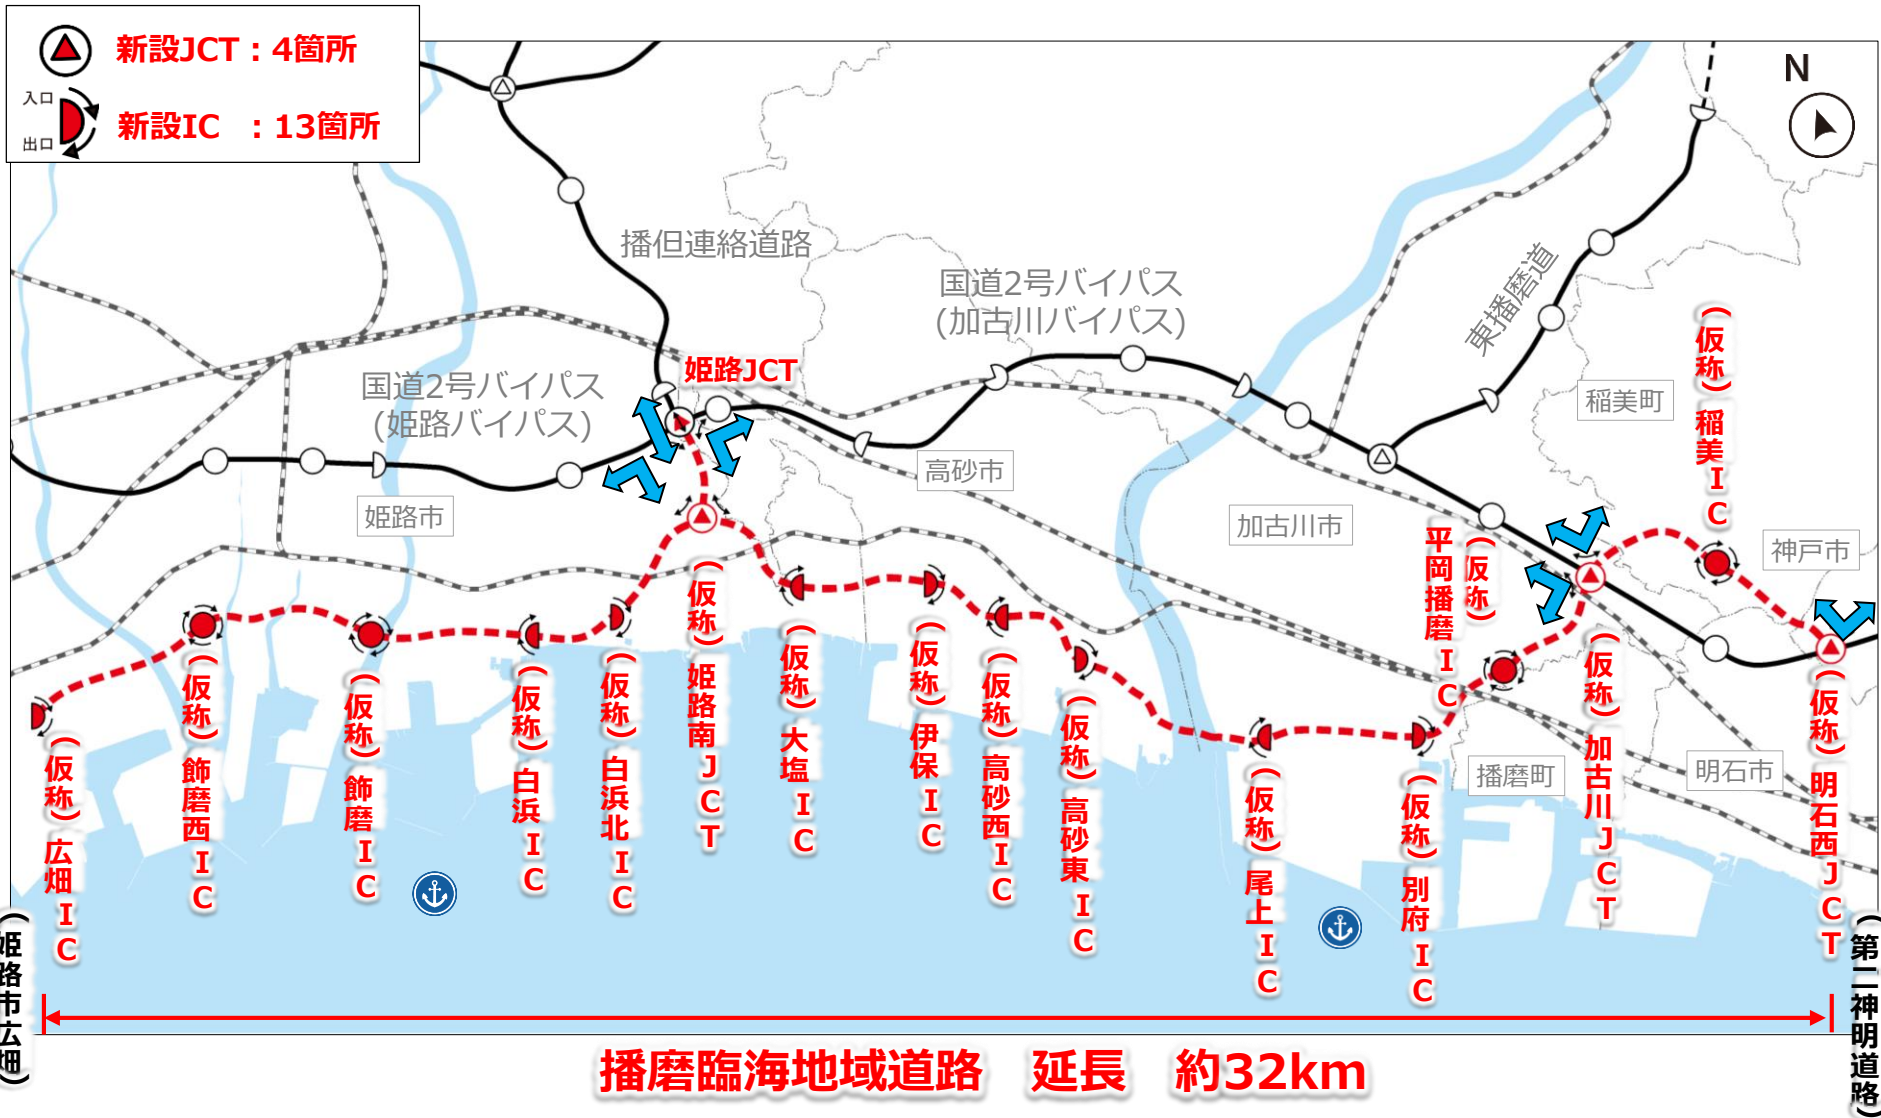 新設JCT：4箇所
入口
出口
新設IC ：13箇所
N
播但連絡道路
国道2号バイパス
(加古川バイパス)
東播磨道
国道2号バイパス
(姫路バイパス)
姫路JCT
稲美町
高砂市
姫路市
加古川市
神戸市
播磨町
明石市
(仮称)広畑IC
(仮称)飾磨西IC
(仮称)飾磨IC
(仮称)白浜IC
(仮称)白浜北IC
(仮称)姫路南JCT
(仮称)大塩IC
(仮称)伊保IC
(仮称)高砂西IC
(仮称)高砂東IC
(仮称)尾上IC
(仮称)別府IC
(仮称)
平岡播磨IC
(仮称)加古川JCT
(仮称)稲美IC
(仮称)明石西JCT
(姫路市広畑)
(第二神明道路)
播磨臨海地域道路 延長 約32km